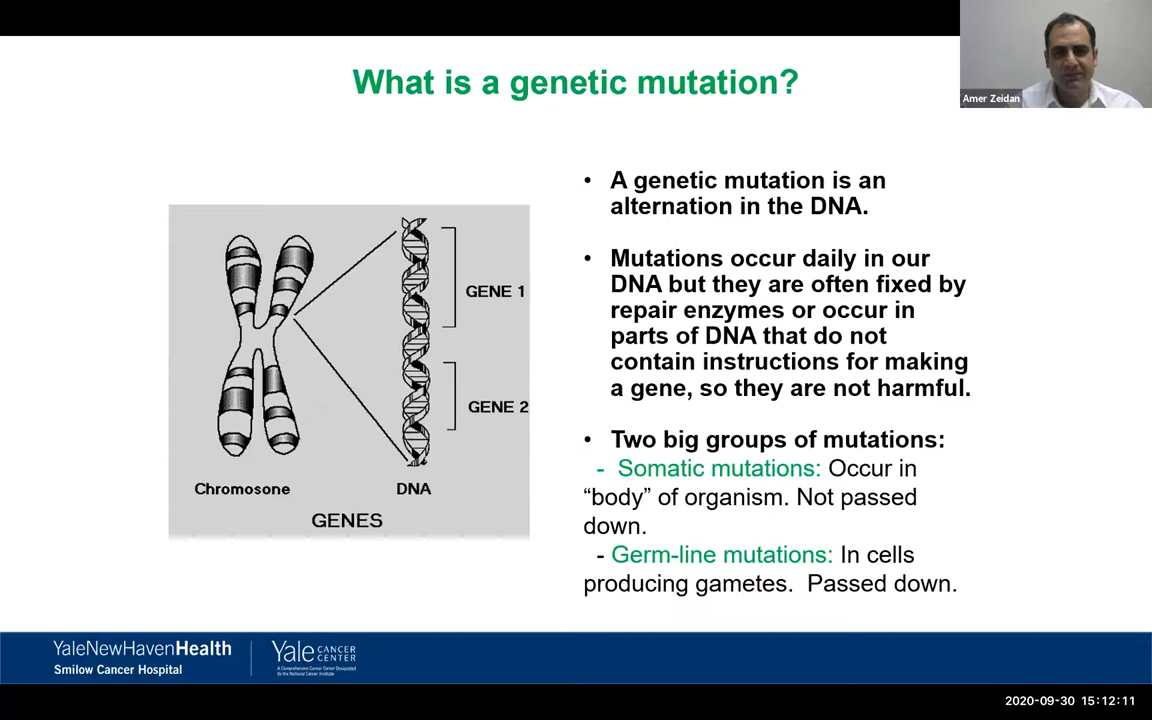 What is a genetic mutation?
Amer Zeidan
• A genetic mutation is an
alternation in the DNA.
• Mutations occur daily in our
DNA but they are often fixed by
repair enzymes or occur in
parts of DNA that do not
contain instructions for making
a gene, so they are not harmful.
• Two big groups of mutations:
- Somatic mutations: Occur in
“body” of organism. Not passed
down.
- Germ-line mutations: In cells
producing gametes. Passed down.
GENE 1
GENE 2
Chromosone
DNA
GENES
YaleNewHavenHealth
Smilow Cancer Hospital
Yale CANCER
CENTER
A Comprehensive Cancer Center Designated
by the National Cancer Institute
2020-09-30 15:12:11